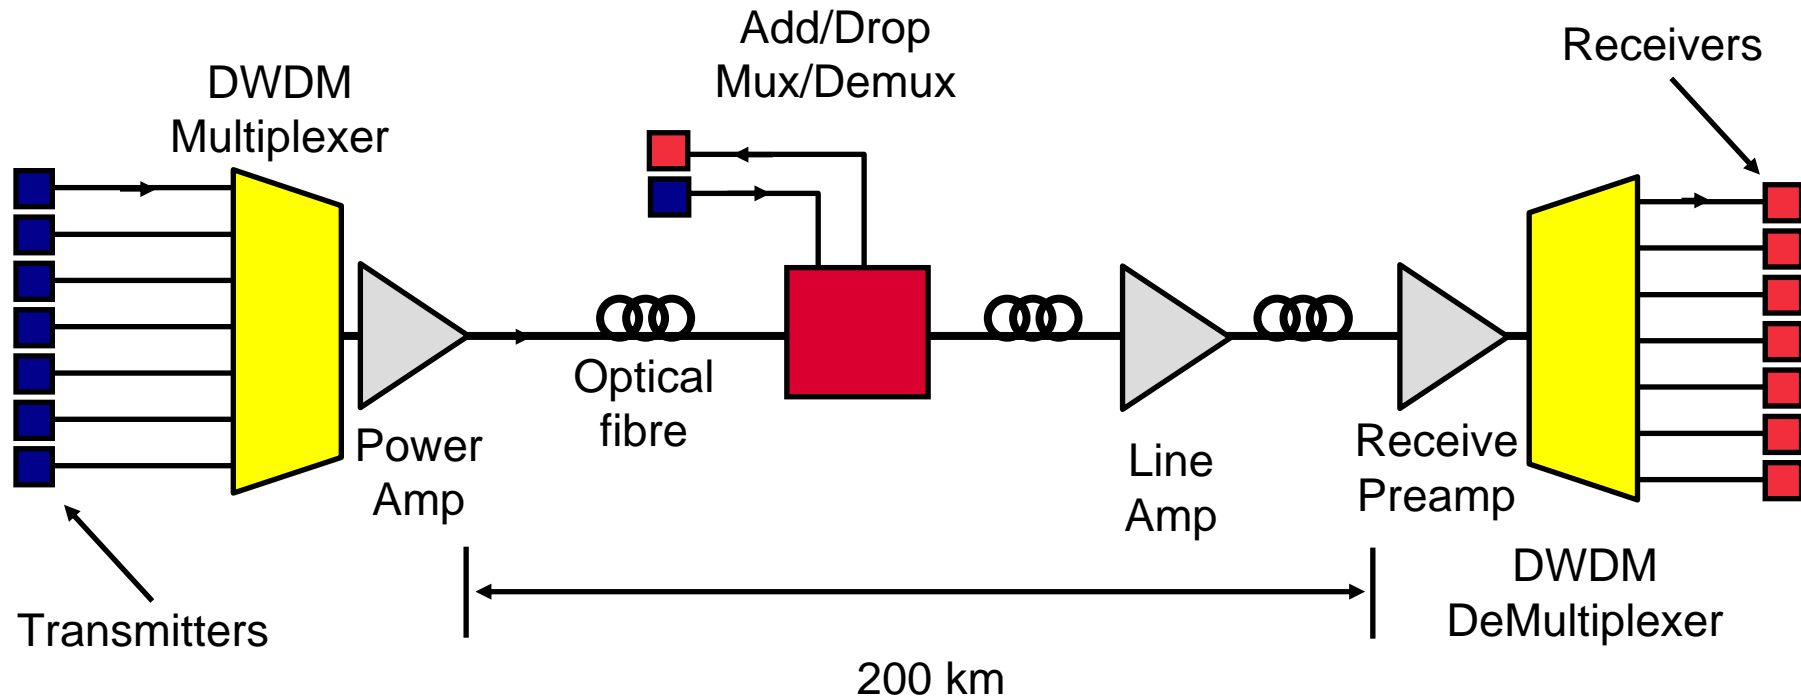 Add/Drop
Mux/Demux
Receivers
DWDM
Multiplexer
Optical
fibre
Power
Amp
Line
Amp
Receive
Preamp
DWDM
DeMultiplexer
Transmitters
200 km